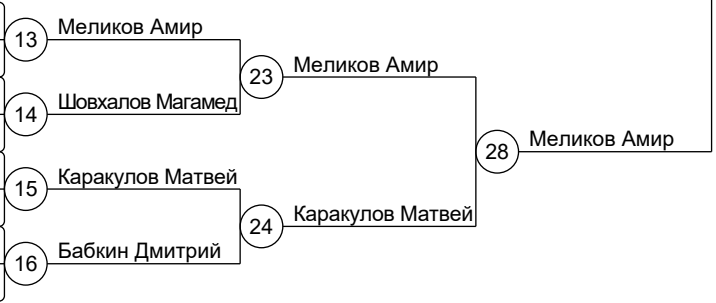 13 Меликов Амир
23 Меликов Амир
14 Шовхалов Магамед
28 Меликов Амир
15 Каракулов Матвей
24 Каракулов Матвей
16 Бабкин Дмитрий